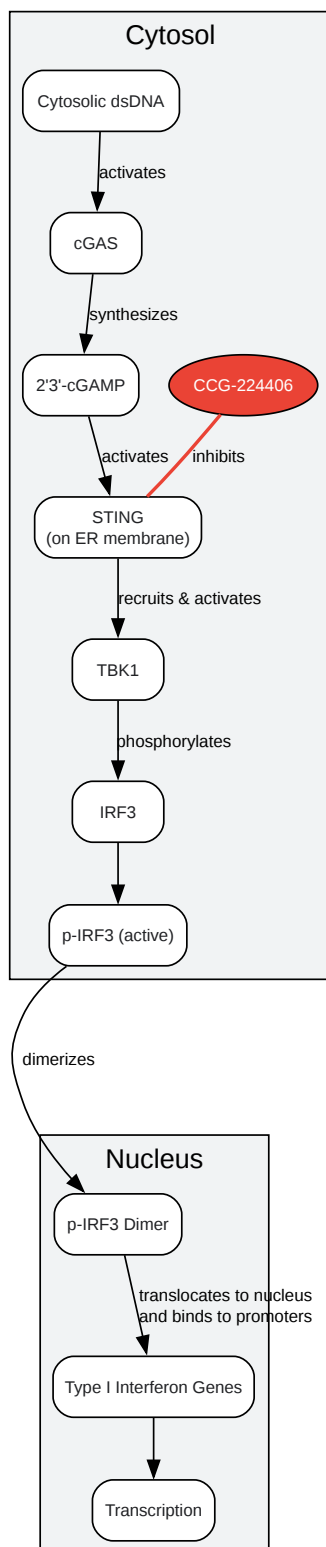 Cytosol
Cytosolic dsDNA
activates
cGAS
synthesizes
2'3'-cGAMP
CCG-224406
activates
inhibits
STING
(on ER membrane)
recruits & activates
TBK1
phosphorylates
IRF3
p-IRF3 (active)
dimerizes
Nucleus
p-IRF3 Dimer
translocates to nucleus
and binds to promoters
Type I Interferon Genes
Transcription